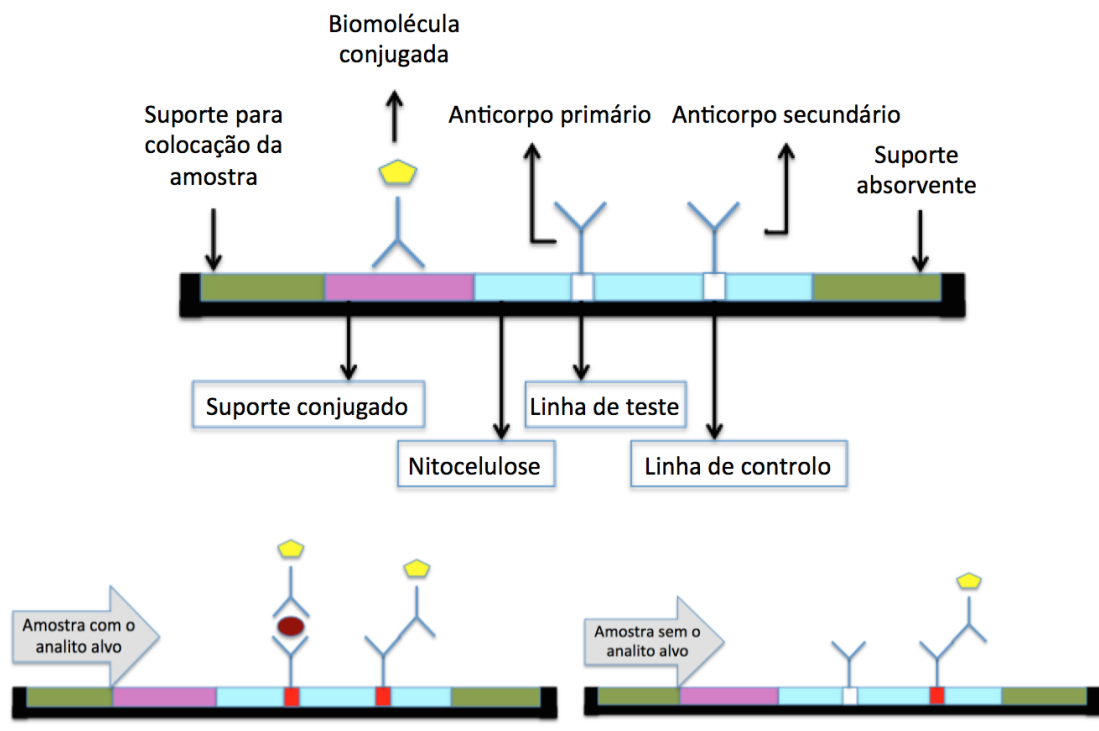 Biomolécula
conjugada
Suporte para
colocação da
amostra
Anticorpo primário
Anticorpo secundário
Suporte
absorvente
Suporte conjugado
Linha de teste
Nitocelulose
Linha de controlo
Amostra com o
analito alvo
Amostra sem o
analito alvo